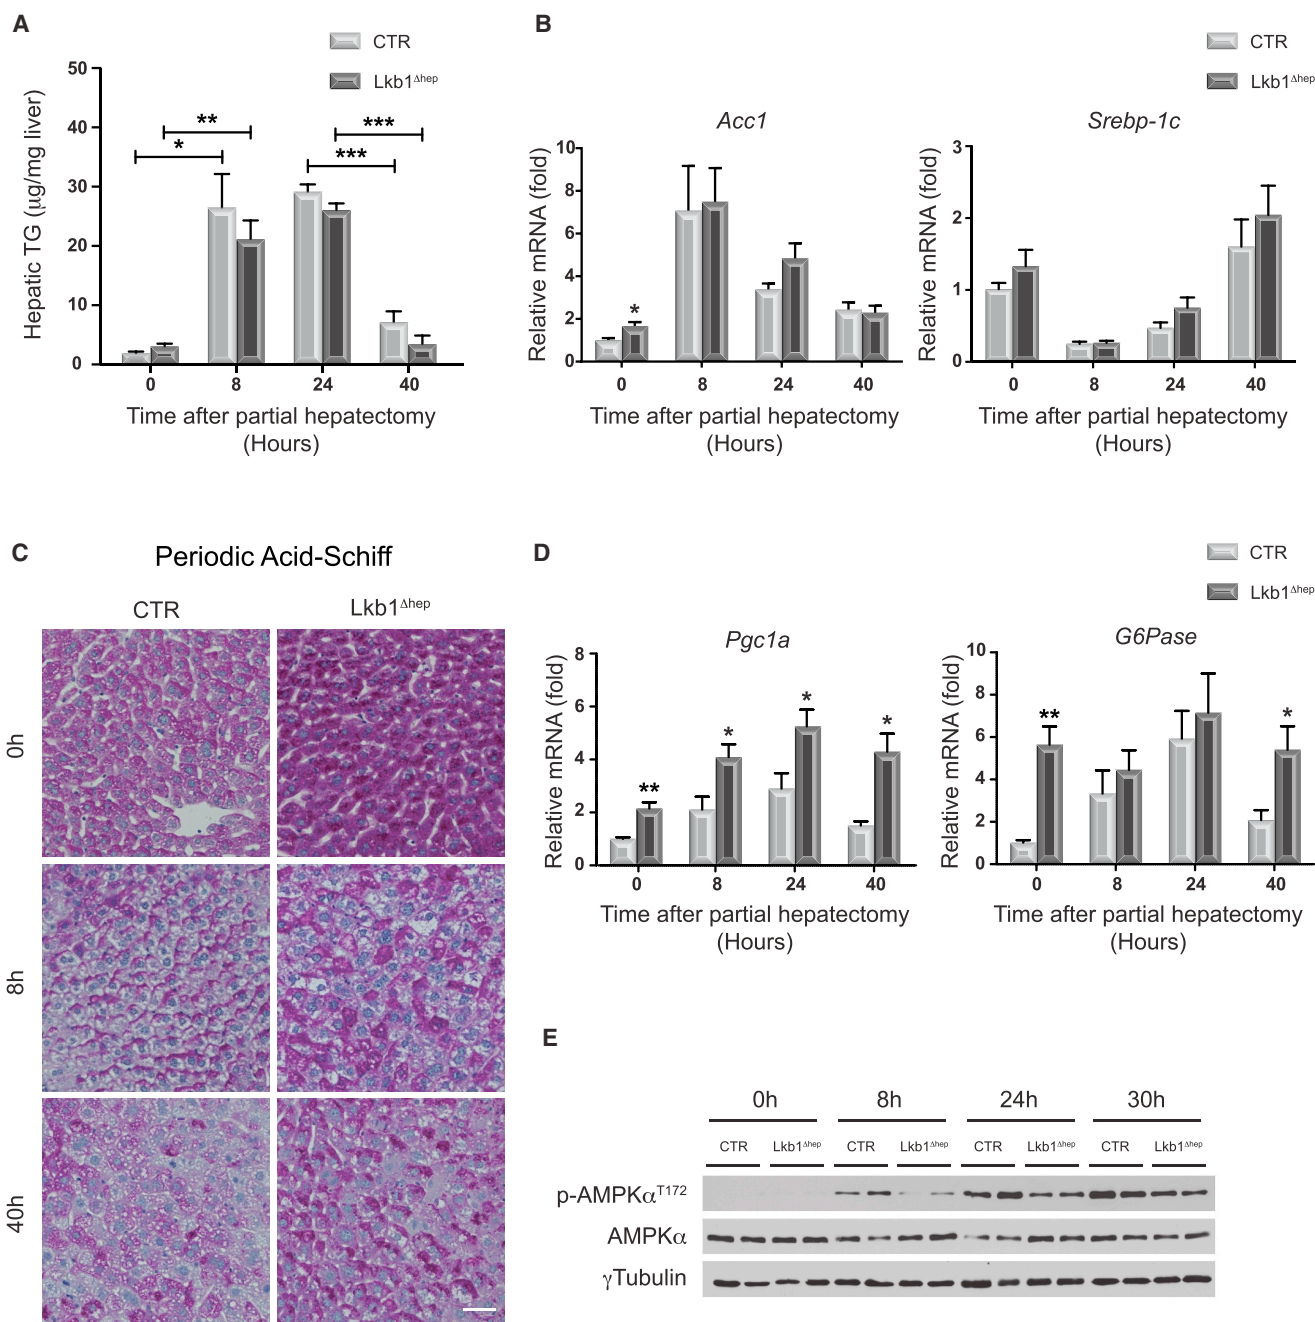 A
CTR
Lkb1Δhep
Hepatic TG (μg/mg liver)
50
40
30
20
10
0
*
**
***
***
0 8 24 40
Time after partial hepatectomy
(Hours)
B
CTR
Lkb1Δhep
Acc1
Relative mRNA (fold)
10
8
6
4
2
0
*
0 8 24 40
Time after partial hepatectomy
(Hours)
Srebp-1c
Relative mRNA (fold)
3
2
1
0
0 8 24 40
Time after partial hepatectomy
(Hours)
C
Periodic Acid-Schiff
CTR Lkb1Δhep
0h
8h
40h
D
CTR
Lkb1Δhep
Pgc1a
Relative mRNA (fold)
8
6
4
2
0
**
*
*
*
0 8 24 40
Time after partial hepatectomy
(Hours)
G6Pase
Relative mRNA (fold)
10
8
6
4
2
0
**
*
0 8 24 40
Time after partial hepatectomy
(Hours)
E
0h 8h 24h 30h
CTR Lkb1Δhep CTR Lkb1Δhep CTR Lkb1Δhep CTR Lkb1Δhep
p-AMPKαT172
AMPKα
γTubulin